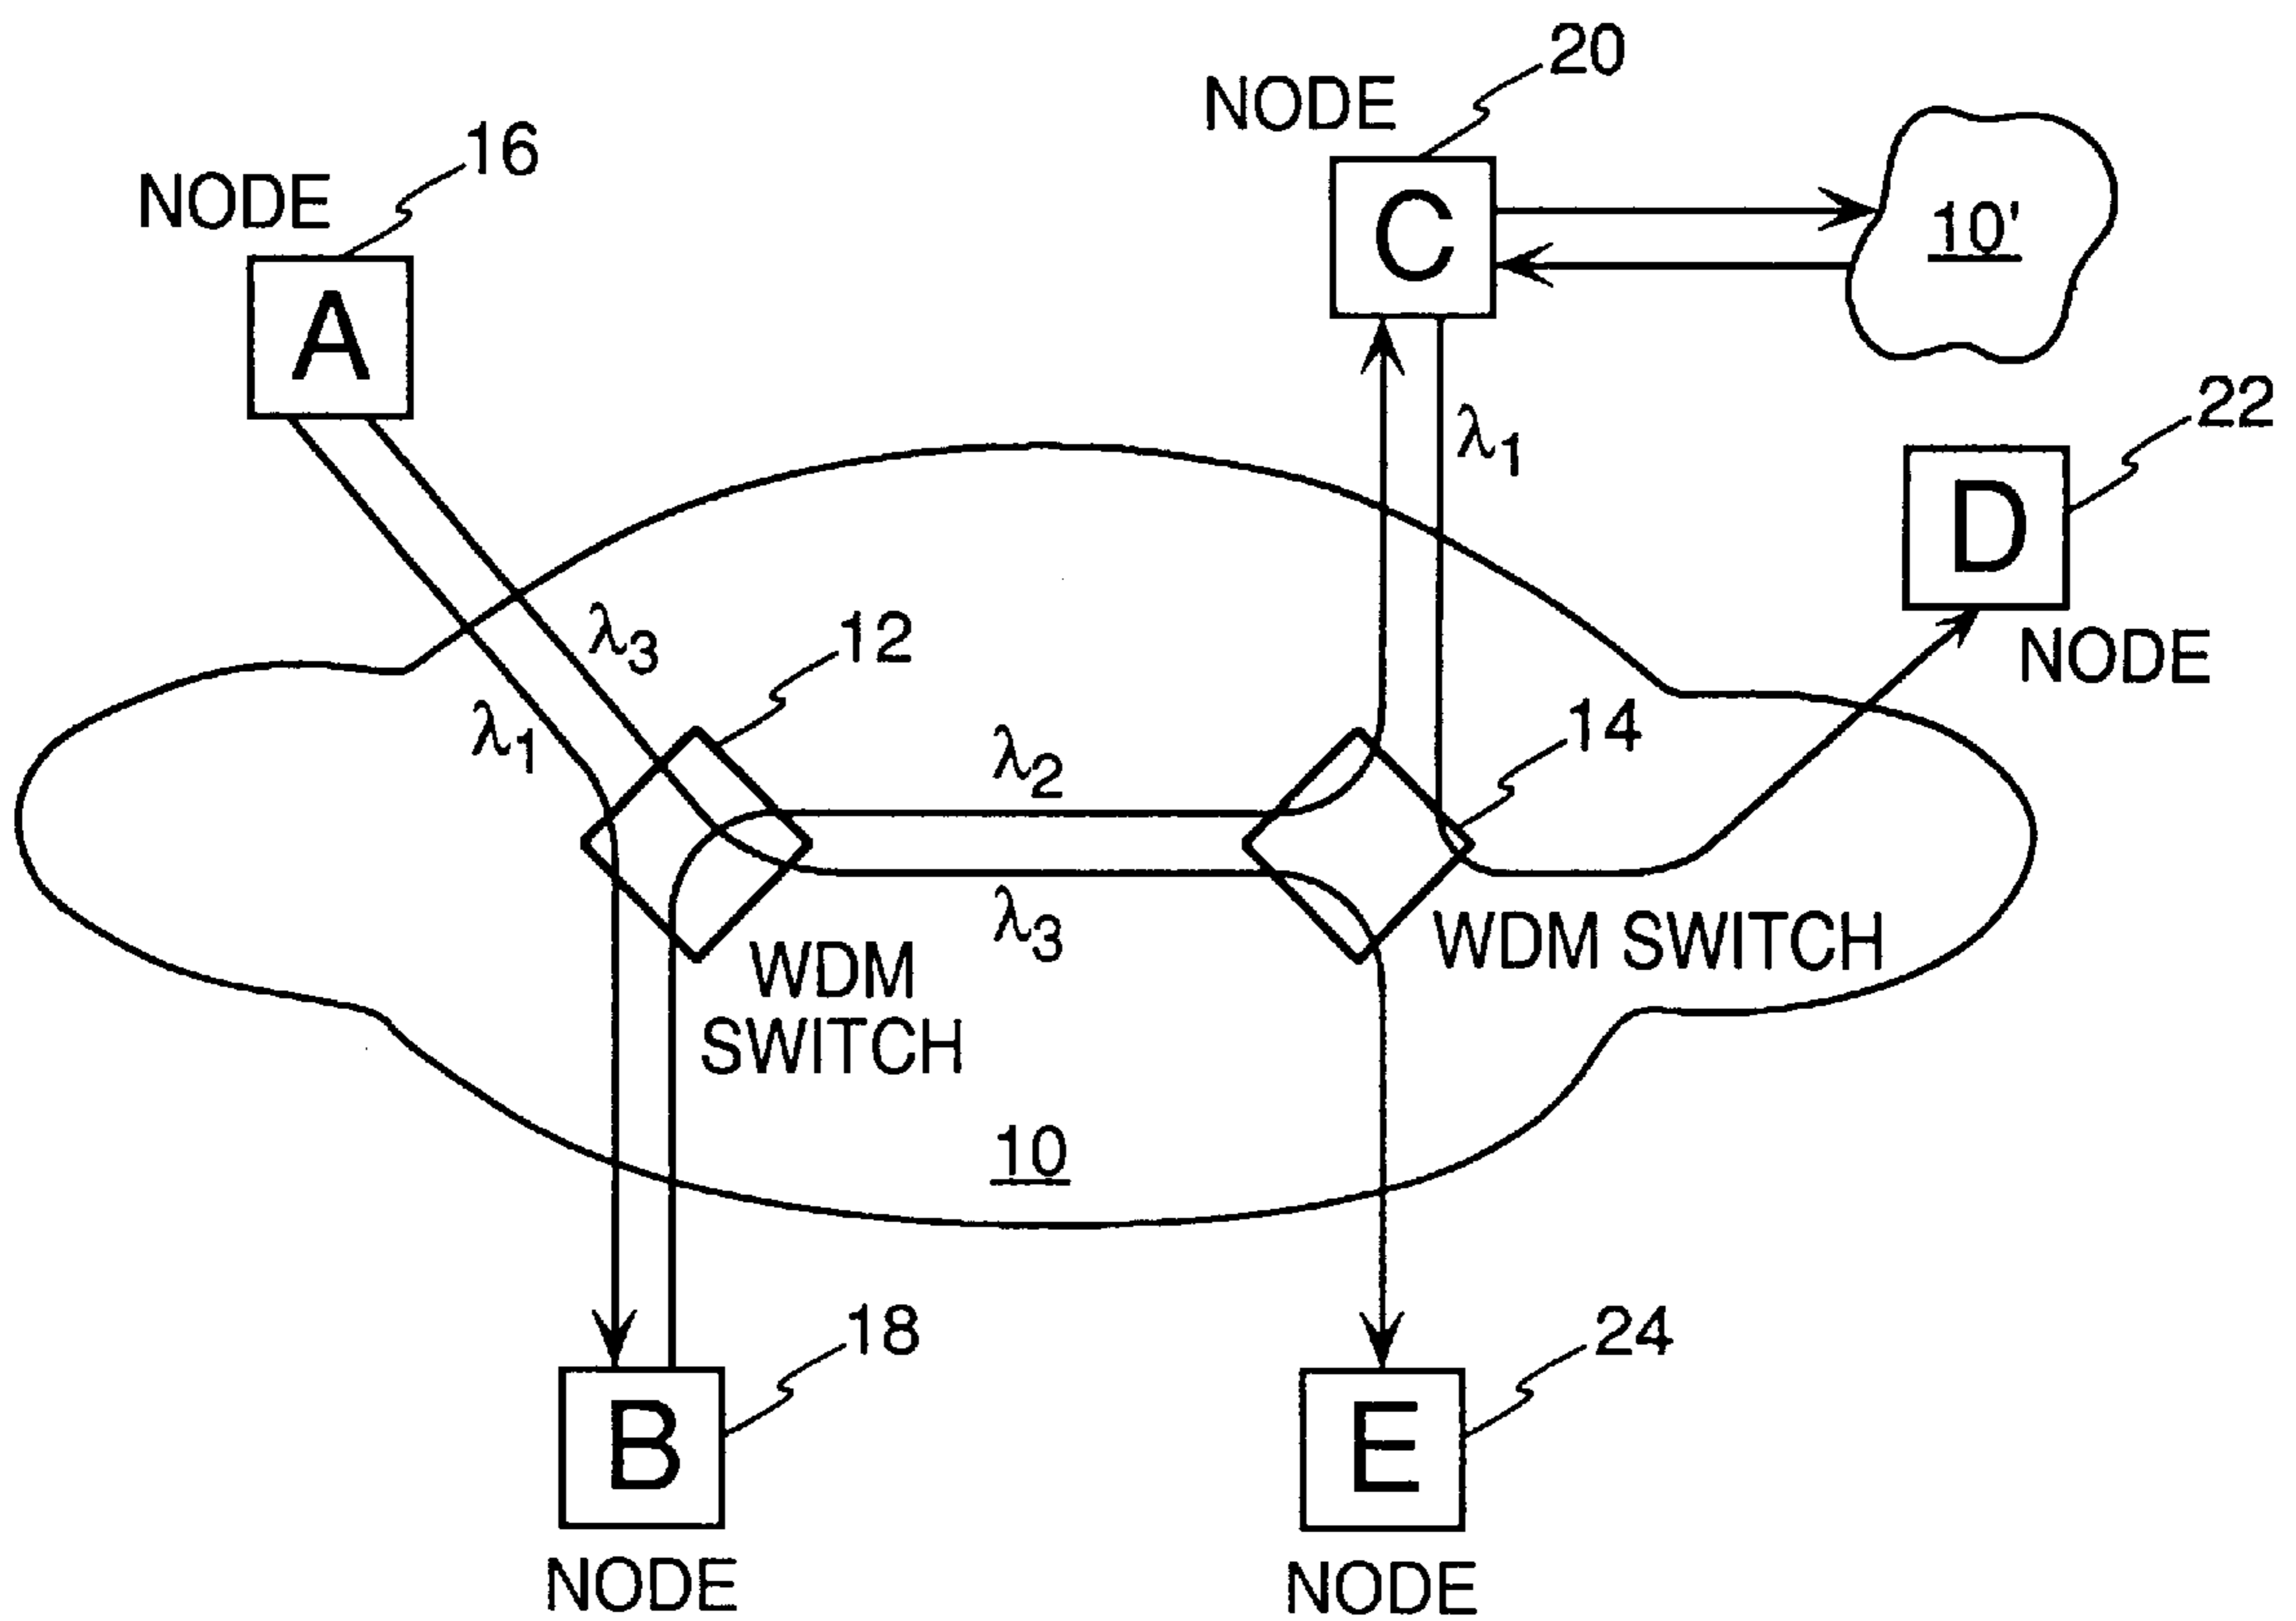 20
NODE
16
NODE
C
10'
A
22
λ1
D
λ3
12
NODE
λ1
14
λ2
λ3
WDM SWITCH
WDM
SWITCH
10
18
24
B
E
NODE
NODE